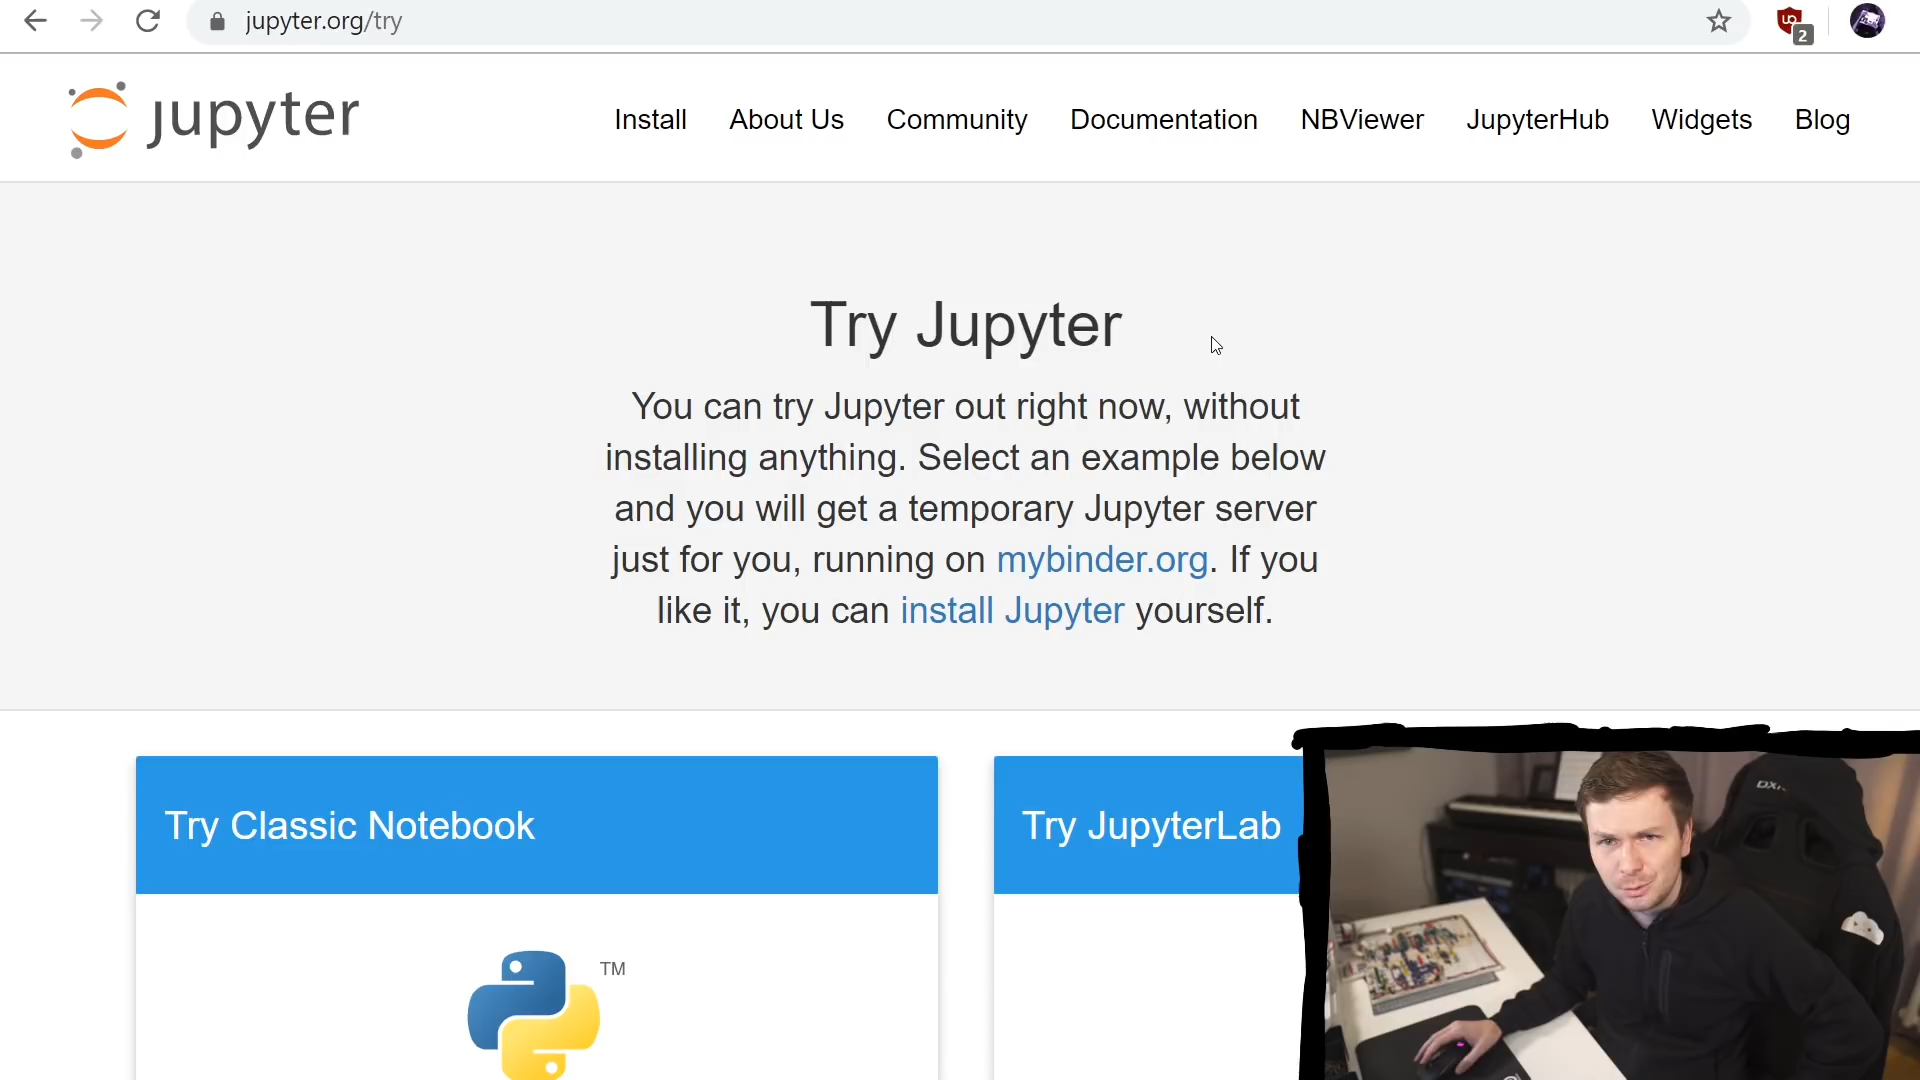 jupyter.org/try
2
jupyter
Install About Us Community Documentation NBViewer JupyterHub Widgets Blog
Try Jupyter
You can try Jupyter out right now, without
installing anything. Select an example below
and you will get a temporary Jupyter server
just for you, running on mybinder.org. If you
like it, you can install Jupyter yourself.
Try Classic Notebook
Try JupyterLab
TM